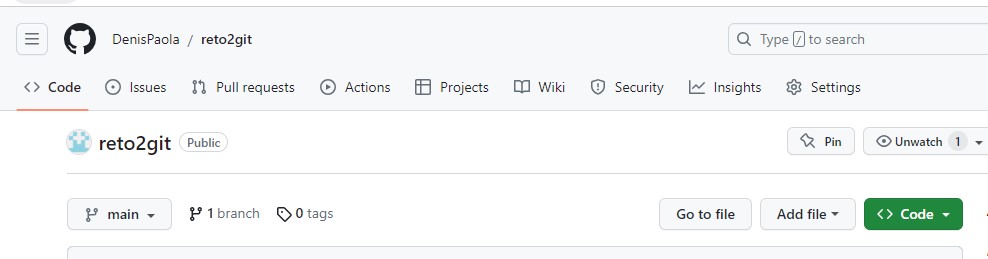 DenisPaola / reto2git
Type / to search
Code Issues Pull requests Actions Projects Wiki Security Insights Settings
reto2git Public
Pin Unwatch 1
main 1 branch 0 tags Go to file Add file Code